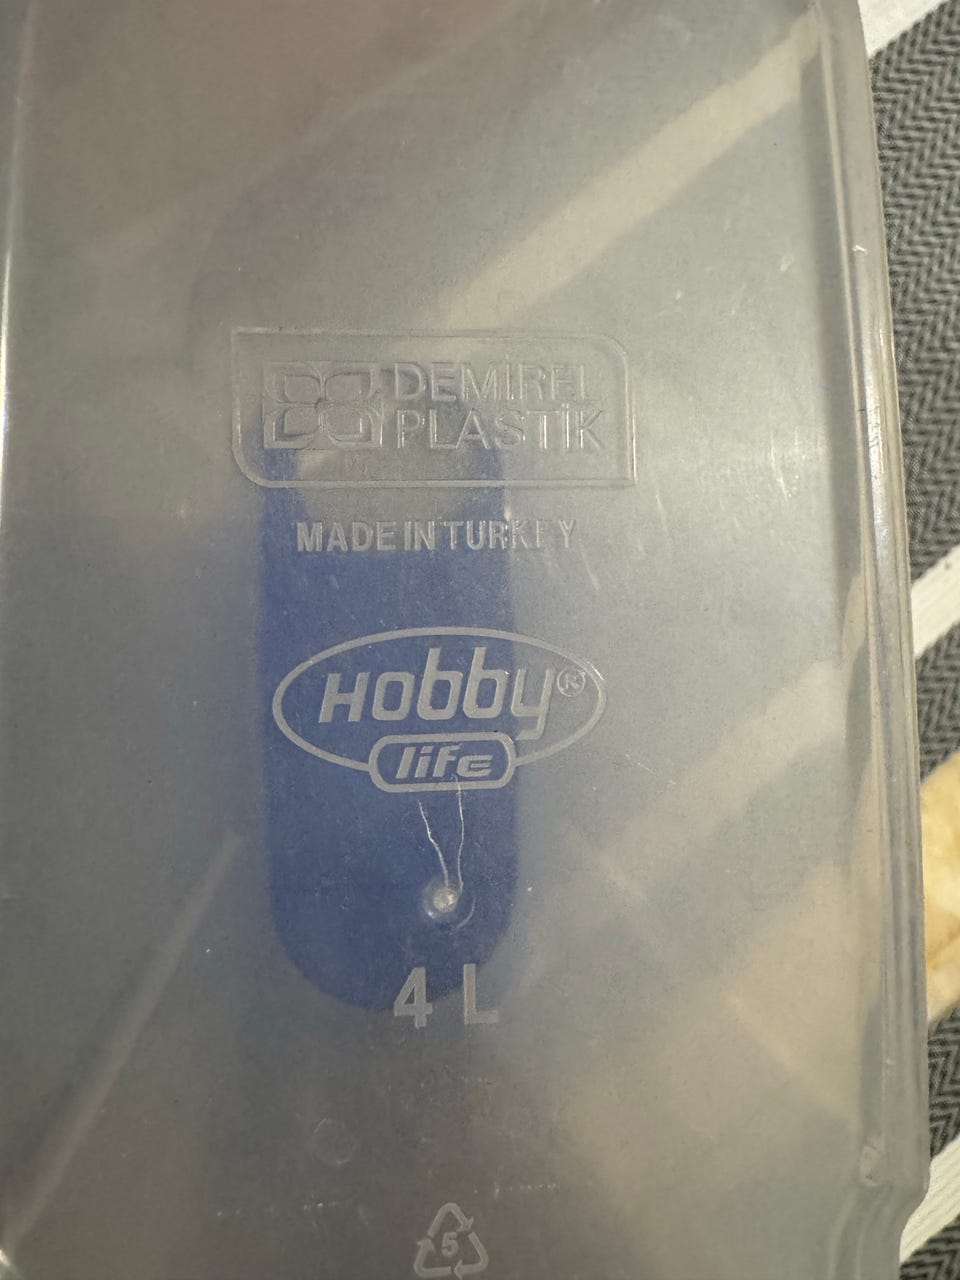 DEMİREL
PLASTİK
MADE IN TURKEY
Hobby®
life
4 L
5